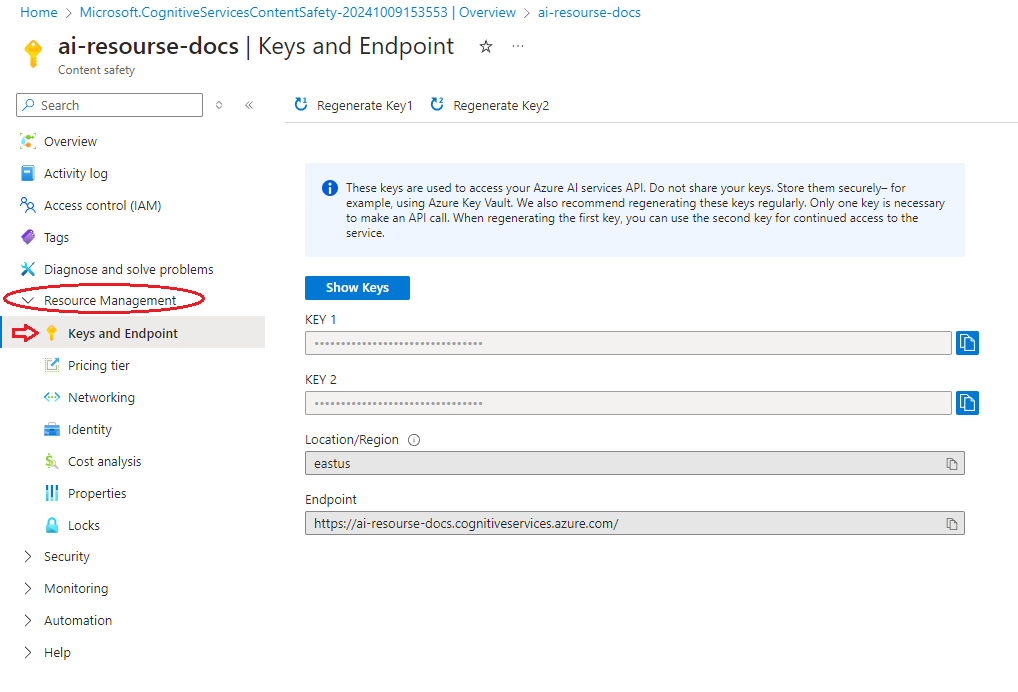 Home > Microsoft.CognitiveServicesContentSafety-20241009153553 | Overview > ai-resourse-docs
ai-resourse-docs | Keys and Endpoint
Content safety
Search
Regenerate Key1
Regenerate Key2
Overview
Activity log
Access control (IAM)
Tags
Diagnose and solve problems
Resource Management
Keys and Endpoint
Pricing tier
Networking
Identity
Cost analysis
Properties
Locks
Security
Monitoring
Automation
Help
These keys are used to access your Azure AI services API. Do not share your keys. Store them securely– for
example, using Azure Key Vault. We also recommend regenerating these keys regularly. Only one key is necessary
to make an API call. When regenerating the first key, you can use the second key for continued access to the
service.
Show Keys
KEY 1
KEY 2
Location/Region
eastus
Endpoint
https://ai-resourse-docs.cognitiveservices.azure.com/